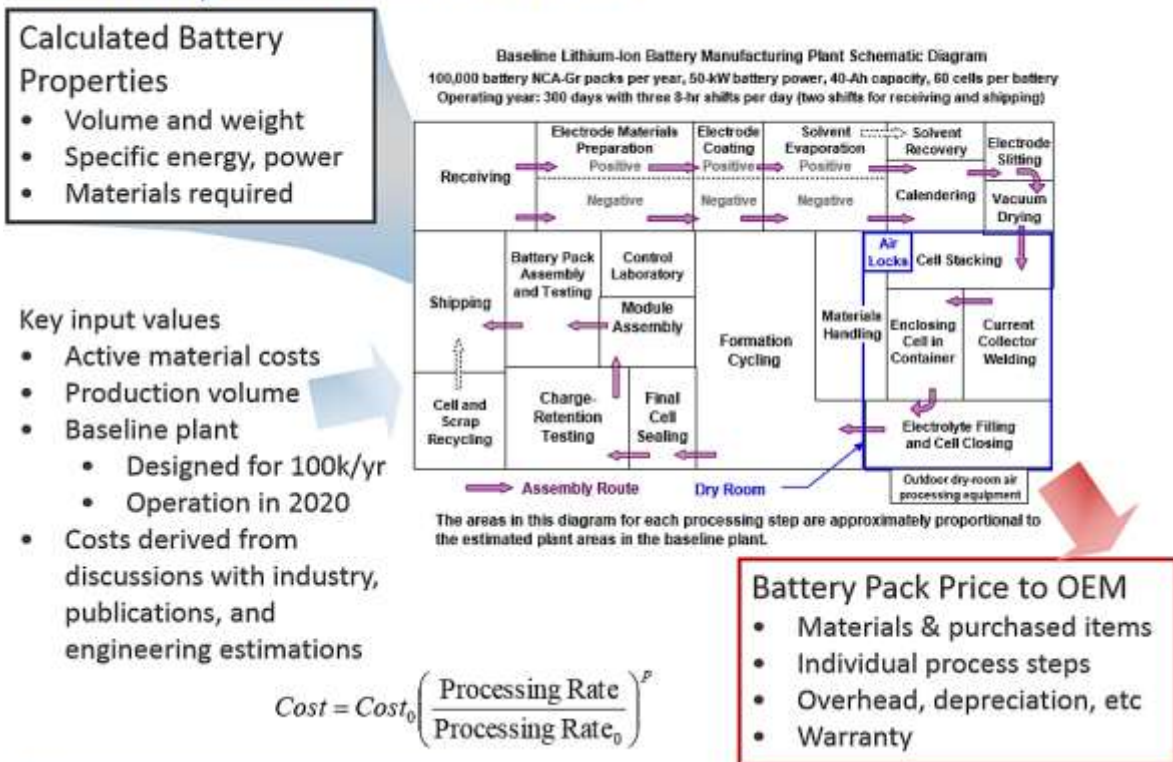 Calculated Battery
Properties
• Volume and weight
• Specific energy, power
• Materials required
Key input values
• Active material costs
• Production volume
• Baseline plant
• Designed for 100k/yr
• Operation in 2020
• Costs derived from
discussions with industry,
publications, and
engineering estimations
Baseline Lithium-Ion Battery Manufacturing Plant Schematic Diagram
100,000 battery NCA-Gr packs per year, 50-kW battery power, 40-Ah capacity, 60 cells per battery
Operating year: 300 days with three 8-hr shifts per day (two shifts for receiving and shipping)
Receiving
Electrode Materials
Preparation
Positive
Negative
Electrode
Coating
Positive
Negative
Solvent
Evaporation
Positive
Negative
Solvent
Recovery
Calendering
Electrode
Slitting
Vacuum
Drying
Air
Locks
Cell Stacking
Shipping
Battery Pack
Assembly
and Testing
Control
Laboratory
Module
Assembly
Formation
Cycling
Materials
Handling
Enclosing
Cell in
Container
Current
Collector
Welding
Cell and
Scrap
Recycling
Charge-
Retention
Testing
Final
Cell
Sealing
Electrolyte Filling
and Cell Closing
Assembly Route
Dry Room
Outdoor dry-room air
processing equipment
The areas in this diagram for each processing step are approximately proportional to
the estimated plant areas in the baseline plant.
Cost = Cost₀(Processing Rate / Processing Rate₀)ᵖ
Battery Pack Price to OEM
• Materials & purchased items
• Individual process steps
• Overhead, depreciation, etc
• Warranty